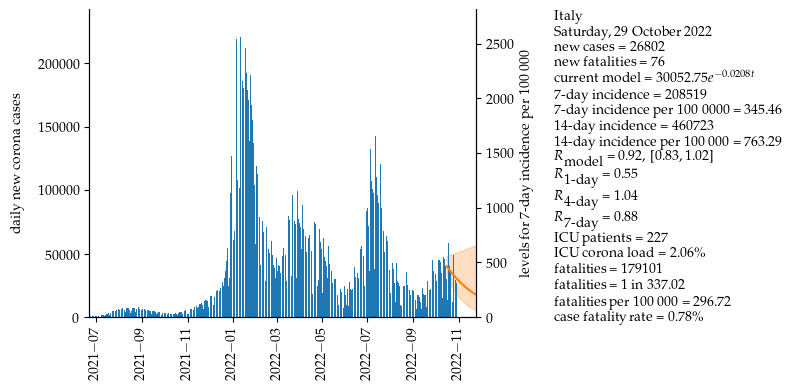 daily new corona cases
0
50000
100000
150000
200000
2021−07
2021−09
2021−11
2022−01
2022−03
2022−05
2022−07
2022−09
2022−11
0
500
1000
1500
2000
2500
levels for 7-day incidence per 100 000
Italy
Saturday, 29 October 2022
new cases = 26802
new fatalities = 76
current model = 30052.75e^{−0.0208t}
7-day incidence = 208519
7-day incidence per 100 0000 = 345.46
14-day incidence = 460723
14-day incidence per 100 000 = 763.29
R_model = 0.92, [0.83, 1.02]
R_1-day = 0.55
R_4-day = 1.04
R_7-day = 0.88
ICU patients = 227
ICU corona load = 2.06%
fatalities = 179101
fatalities = 1 in 337.02
fatalities per 100 000 = 296.72
case fatality rate = 0.78%